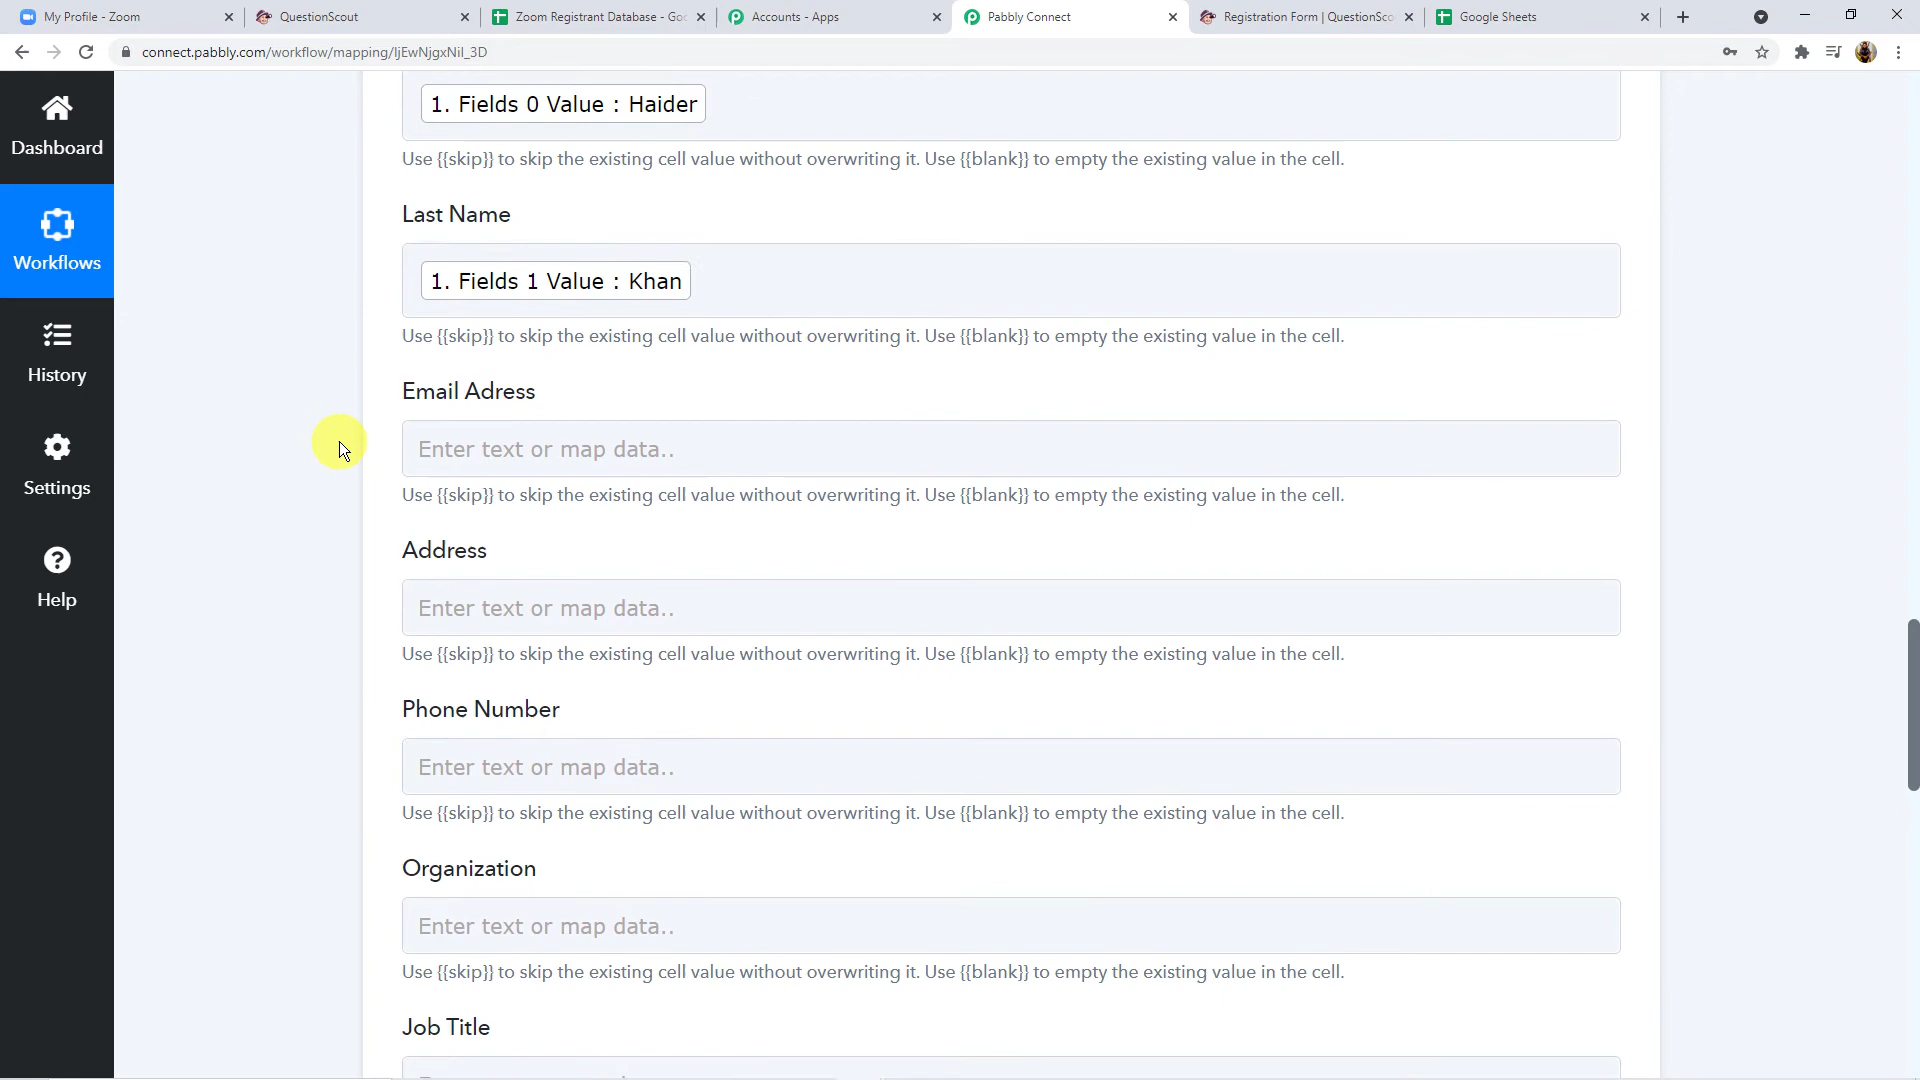 My Profile - Zoom
QuestionScout
Zoom Registrant Database - Goo
Accounts - Apps
Pabbly Connect
Registration Form | QuestionSco
Google Sheets
connect.pabbly.com/workflow/mapping/IjEwNjgxNiI_3D
Dashboard
Workflows
History
Settings
Help
1. Fields 0 Value : Haider
Use {{skip}} to skip the existing cell value without overwriting it. Use {{blank}} to empty the existing value in the cell.
Last Name
1. Fields 1 Value : Khan
Use {{skip}} to skip the existing cell value without overwriting it. Use {{blank}} to empty the existing value in the cell.
Email Adress
Enter text or map data..
Use {{skip}} to skip the existing cell value without overwriting it. Use {{blank}} to empty the existing value in the cell.
Address
Enter text or map data..
Use {{skip}} to skip the existing cell value without overwriting it. Use {{blank}} to empty the existing value in the cell.
Phone Number
Enter text or map data..
Use {{skip}} to skip the existing cell value without overwriting it. Use {{blank}} to empty the existing value in the cell.
Organization
Enter text or map data..
Use {{skip}} to skip the existing cell value without overwriting it. Use {{blank}} to empty the existing value in the cell.
Job Title